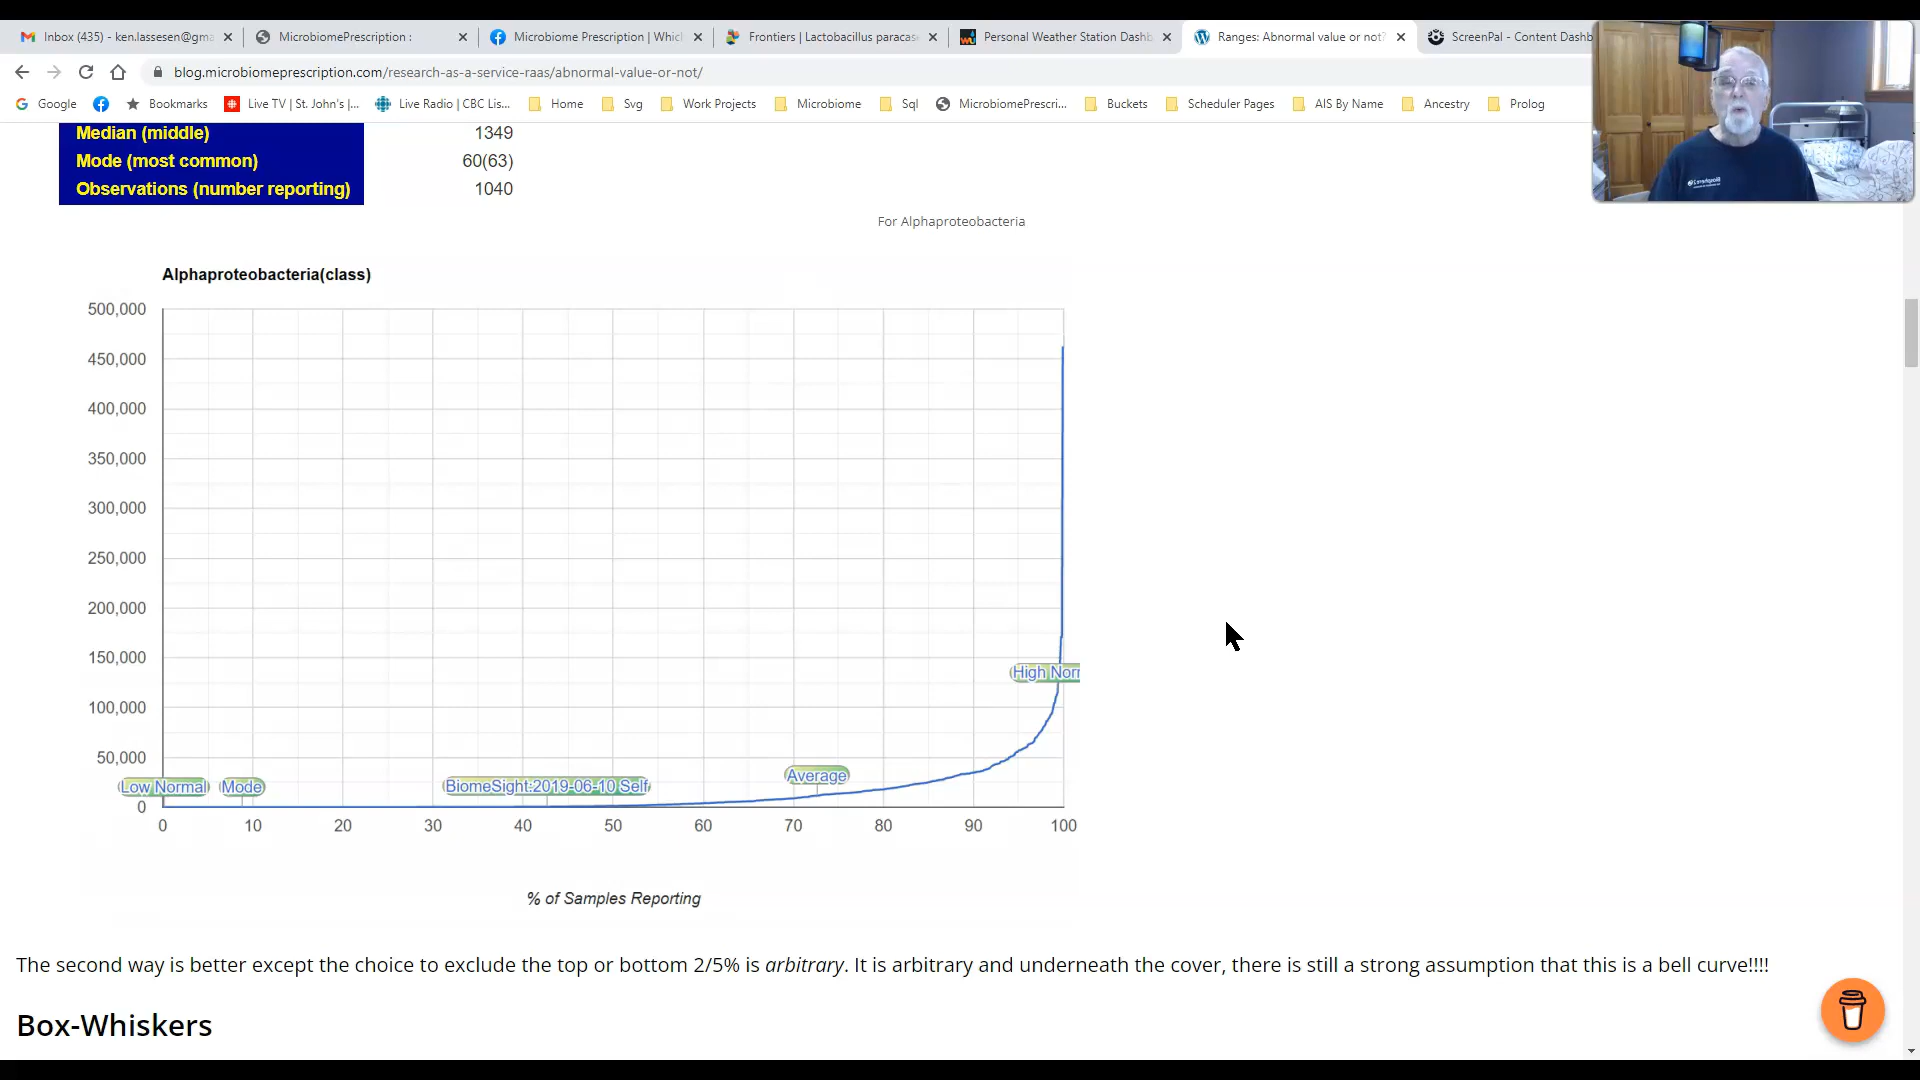 Inbox (435) - ken.lassesen@gma
MicrobiomePrescription :
Microbiome Prescription | Whic
Frontiers | Lactobacillus paracas
Personal Weather Station Dashb
Ranges: Abnormal value or not?
ScreenPal - Content Dashb
blog.microbiomeprescription.com/research-as-a-service-raas/abnormal-value-or-not/
Google
Bookmarks
Live TV | St. John's |...
Live Radio | CBC Lis...
Home
Svg
Work Projects
Microbiome
Sql
MicrobiomePrescri...
Buckets
Scheduler Pages
AIS By Name
Ancestry
Prolog
Median (middle) 1349
Mode (most common) 60(63)
Observations (number reporting) 1040
For Alphaproteobacteria
Alphaproteobacteria(class)
500,000
450,000
400,000
350,000
300,000
250,000
200,000
150,000
100,000
50,000
0
High Norr
Average
Low Normal
Mode
BiomeSight:2019-06-10 Self
0 10 20 30 40 50 60 70 80 90 100
% of Samples Reporting
The second way is better except the choice to exclude the top or bottom 2/5% is arbitrary. It is arbitrary and underneath the cover, there is still a strong assumption that this is a bell curve!!!!
Box-Whiskers